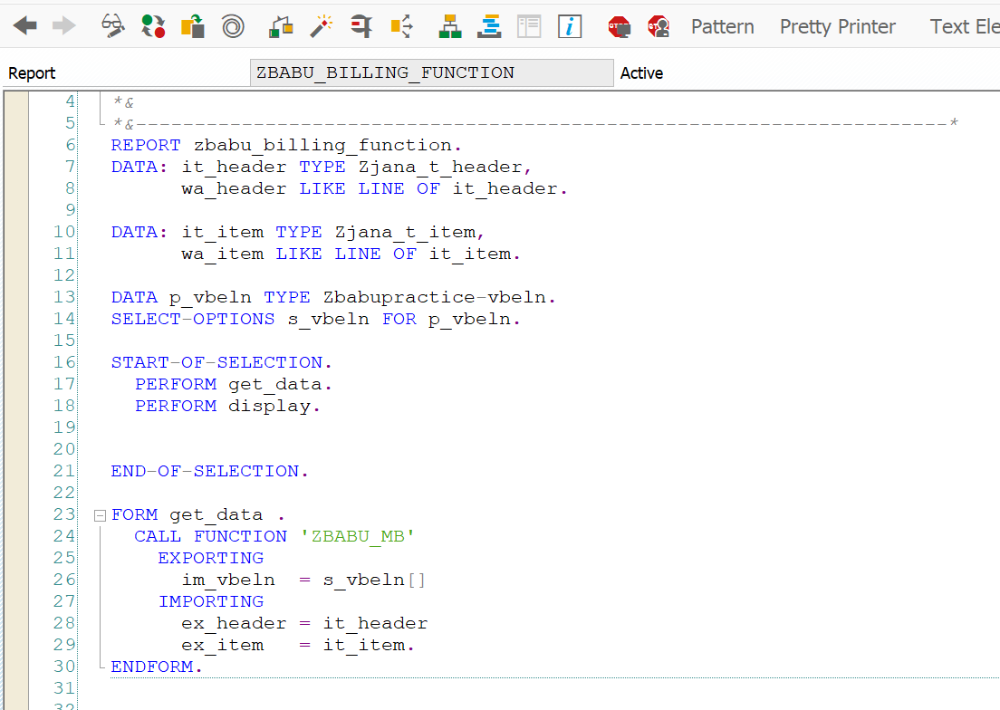 Pattern Pretty Printer Text Ele
Report ZBABU_BILLING_FUNCTION Active
4 *&
5 *&---------------------------------------------------------------------*
6 REPORT zbabu_billing_function.
7 DATA: it_header TYPE Zjana_t_header,
8 wa_header LIKE LINE OF it_header.
9
10 DATA: it_item TYPE Zjana_t_item,
11 wa_item LIKE LINE OF it_item.
12
13 DATA p_vbeln TYPE Zbabupractice-vbeln.
14 SELECT-OPTIONS s_vbeln FOR p_vbeln.
15
16 START-OF-SELECTION.
17 PERFORM get_data.
18 PERFORM display.
19
20
21 END-OF-SELECTION.
22
23 FORM get_data .
24 CALL FUNCTION 'ZBABU_MB'
25 EXPORTING
26 im_vbeln = s_vbeln[]
27 IMPORTING
28 ex_header = it_header
29 ex_item = it_item.
30 ENDFORM.
31
32